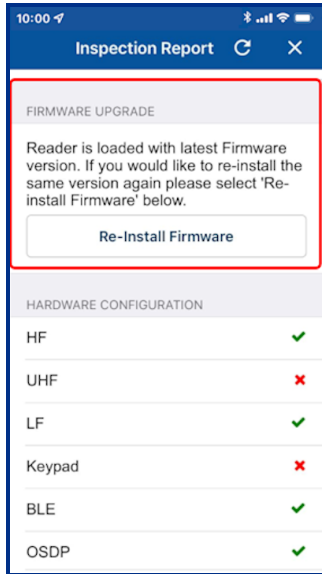 10:00
Inspection Report
FIRMWARE UPGRADE
Reader is loaded with latest Firmware
version. If you would like to re-install the
same version again please select 'Re-
install Firmware' below.
Re-Install Firmware
HARDWARE CONFIGURATION
HF
UHF
LF
Keypad
BLE
OSDP